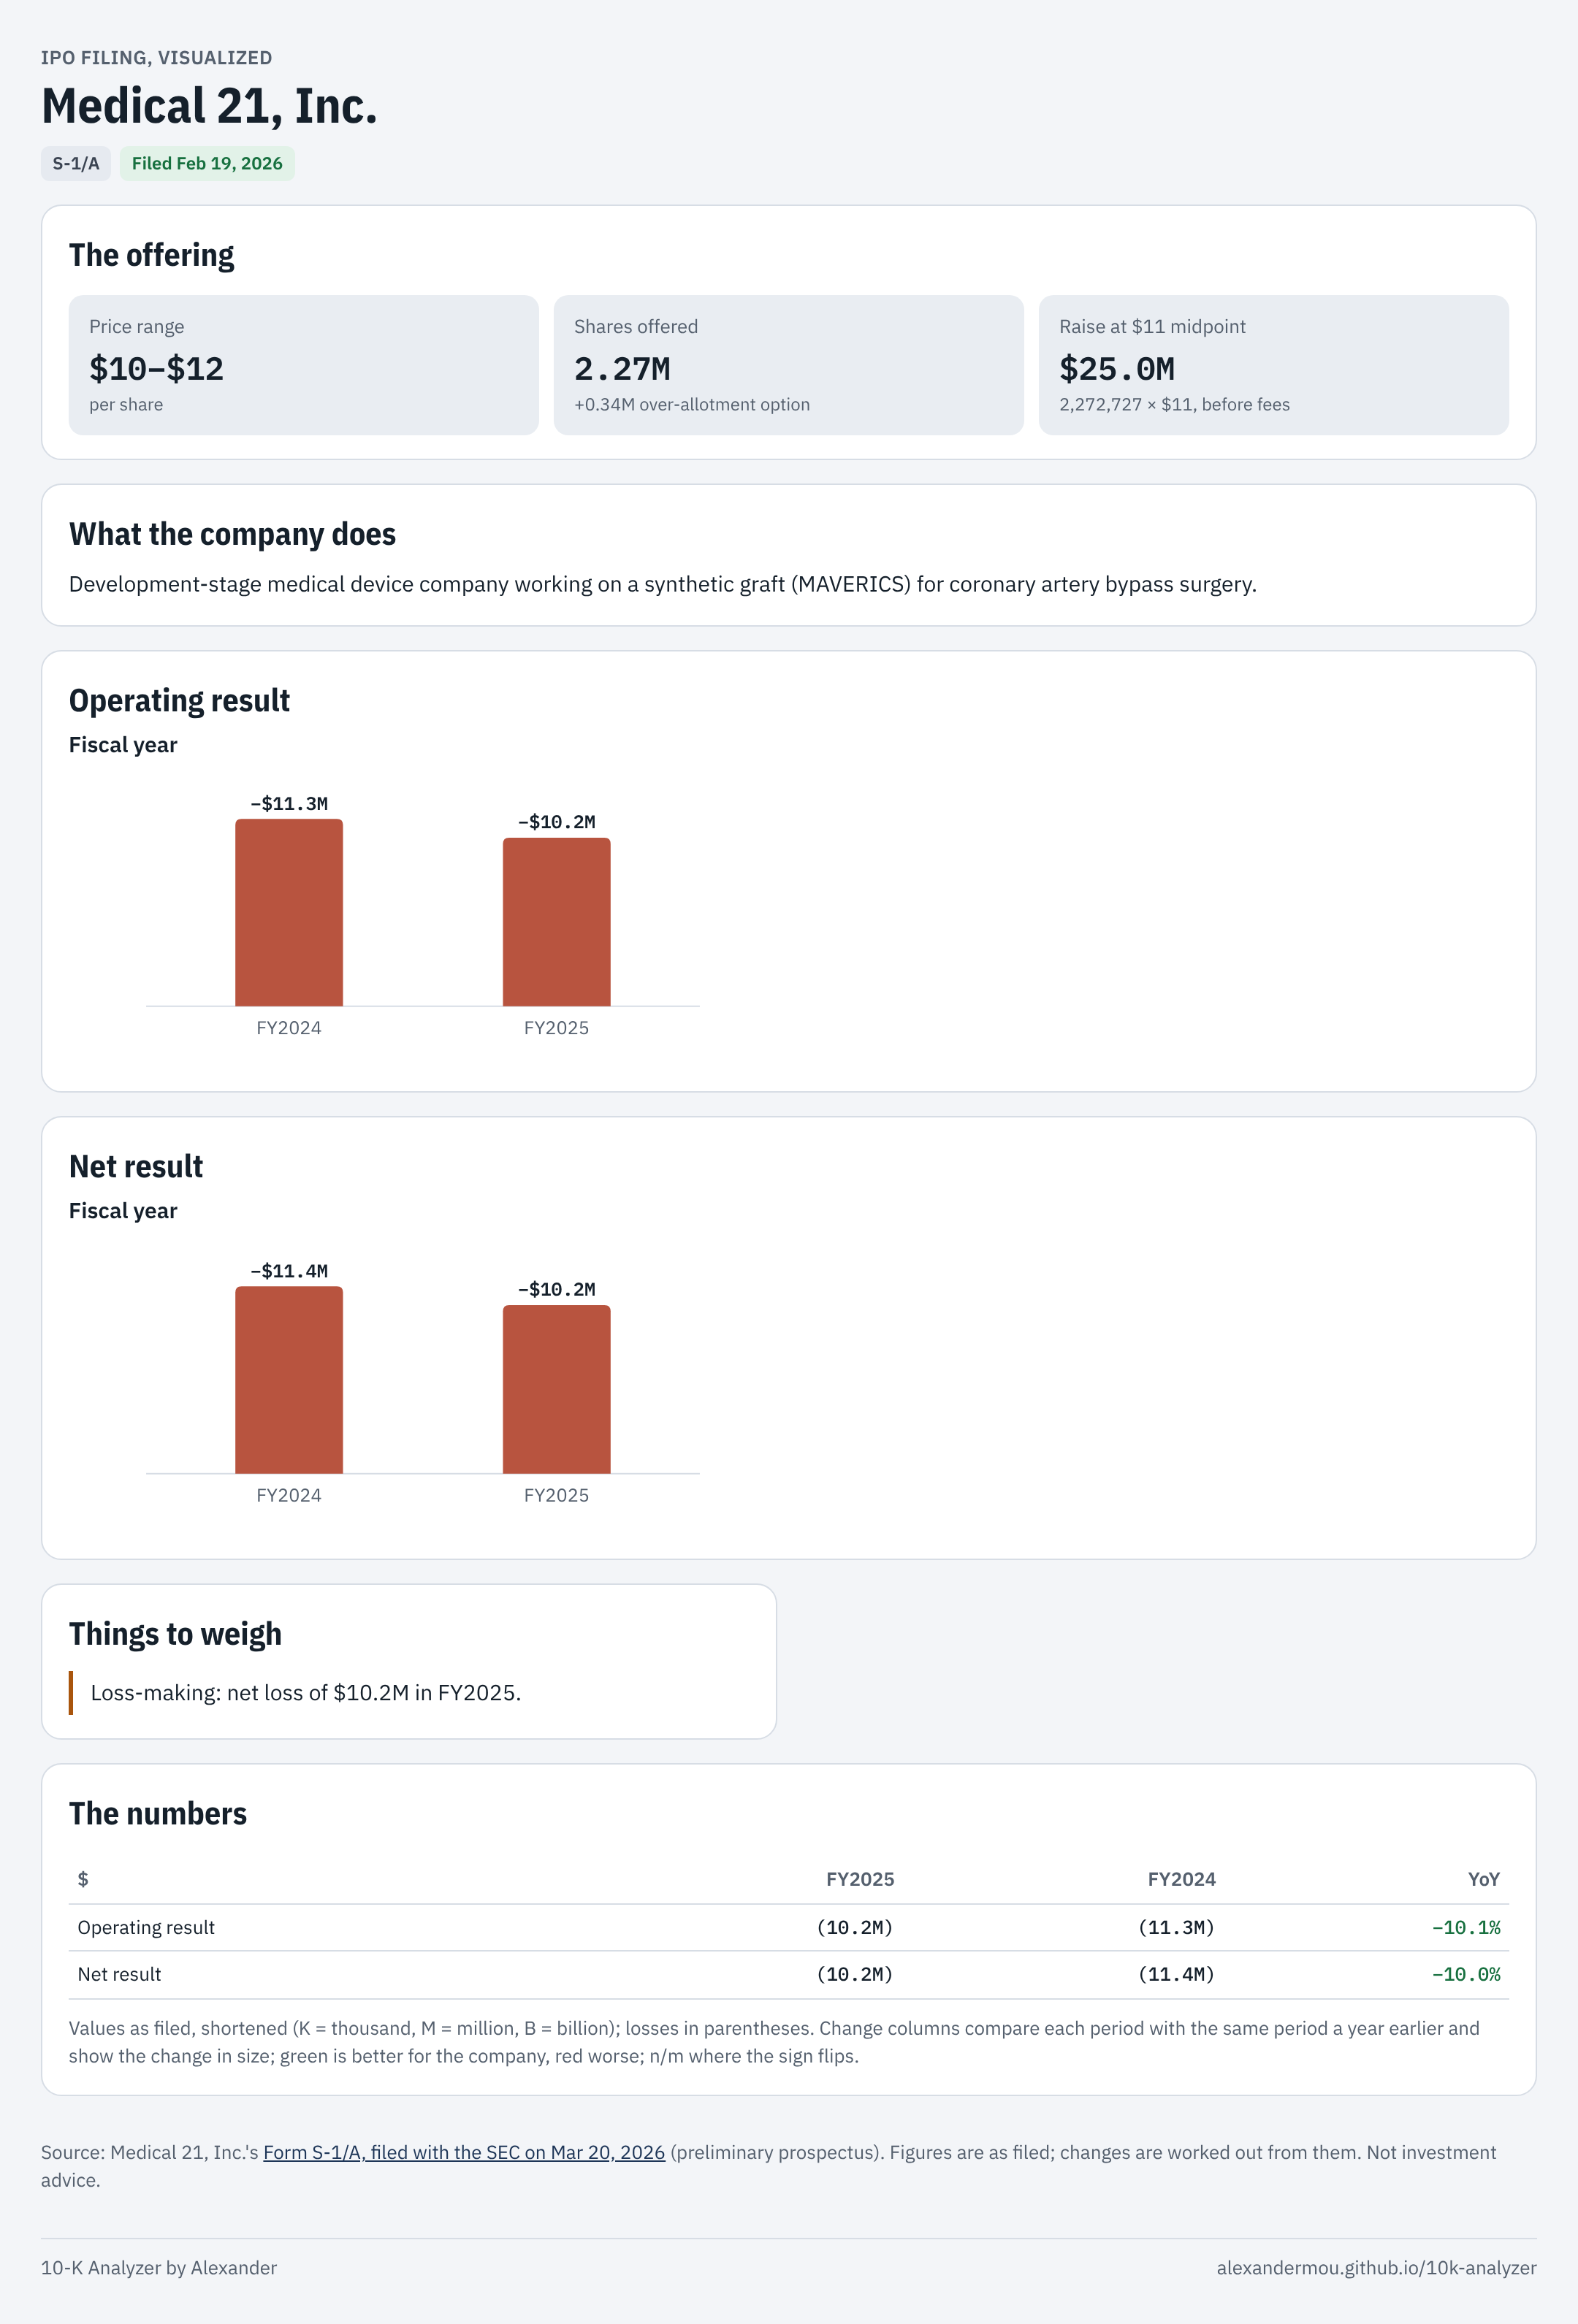 IPO FILING, VISUALIZED
Medical 21, Inc.
S-1/A
Filed Feb 19, 2026
The offering
Price range
$10–$12
per share
Shares offered
2.27M
+0.34M over-allotment option
Raise at $11 midpoint
$25.0M
2,272,727 × $11, before fees
What the company does
Development-stage medical device company working on a synthetic graft (MAVERICS) for coronary artery bypass surgery.
Operating result
Fiscal year
−$11.3M
−$10.2M
FY2024
FY2025
Net result
Fiscal year
−$11.4M
−$10.2M
FY2024
FY2025
Things to weigh
Loss-making: net loss of $10.2M in FY2025.
The numbers
$ FY2025 FY2024 YoY
Operating result (10.2M) (11.3M) −10.1%
Net result (10.2M) (11.4M) −10.0%
Values as filed, shortened (K = thousand, M = million, B = billion); losses in parentheses. Change columns compare each period with the same period a year earlier and
show the change in size; green is better for the company, red worse; n/m where the sign flips.
Source: Medical 21, Inc.'s Form S-1/A, filed with the SEC on Mar 20, 2026 (preliminary prospectus). Figures are as filed; changes are worked out from them. Not investment
advice.
10-K Analyzer by Alexander
alexandermou.github.io/10k-analyzer